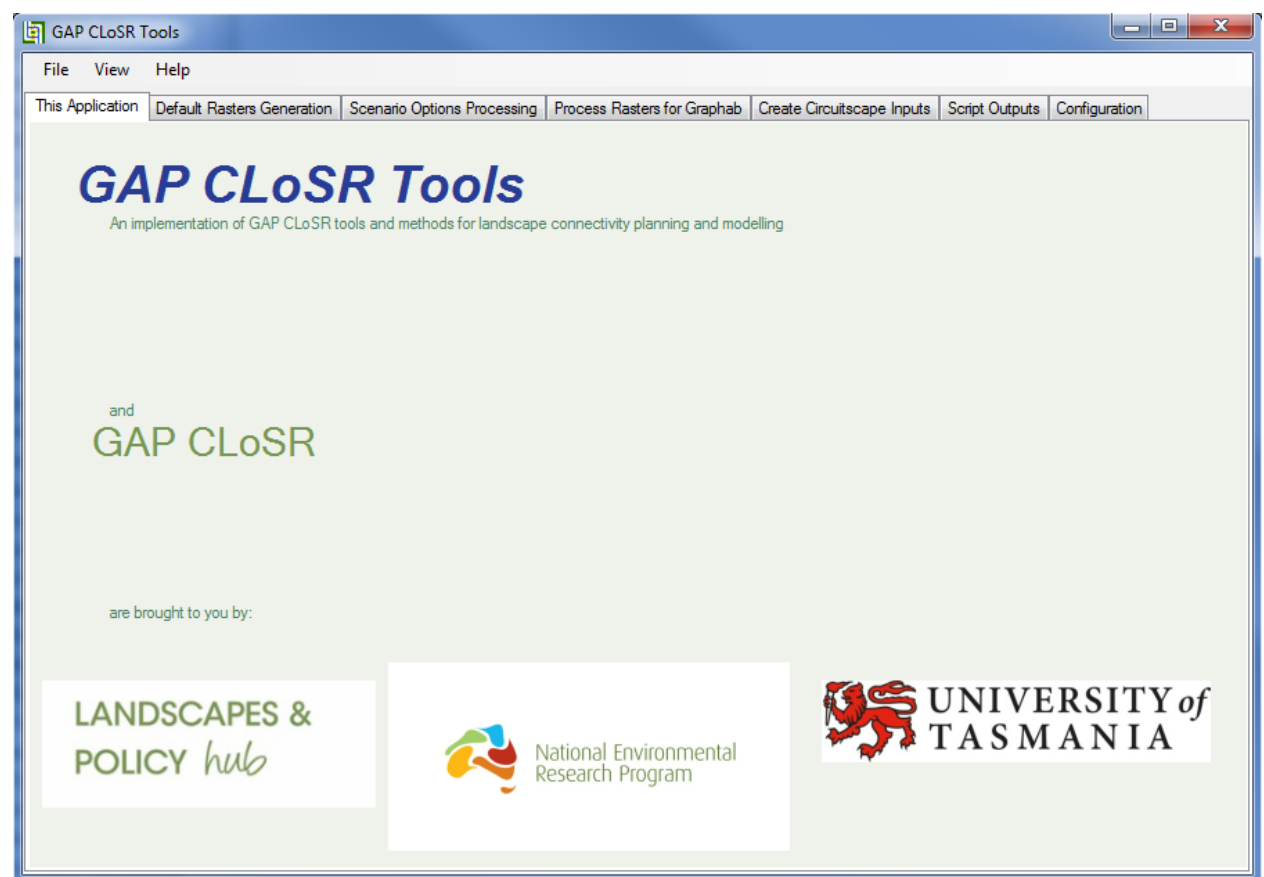 GAP CLoSR Tools
File View Help
This Application Default Rasters Generation Scenario Options Processing Process Rasters for Graphab Create Circuitscape Inputs Script Outputs Configuration
GAP CLoSR Tools
An implementation of GAP CLoSR tools and methods for landscape connectivity planning and modelling
and
GAP CLoSR
are brought to you by:
LANDSCAPES &
POLICY hub
National Environmental
Research Program
UNIVERSITY of
TASMANIA